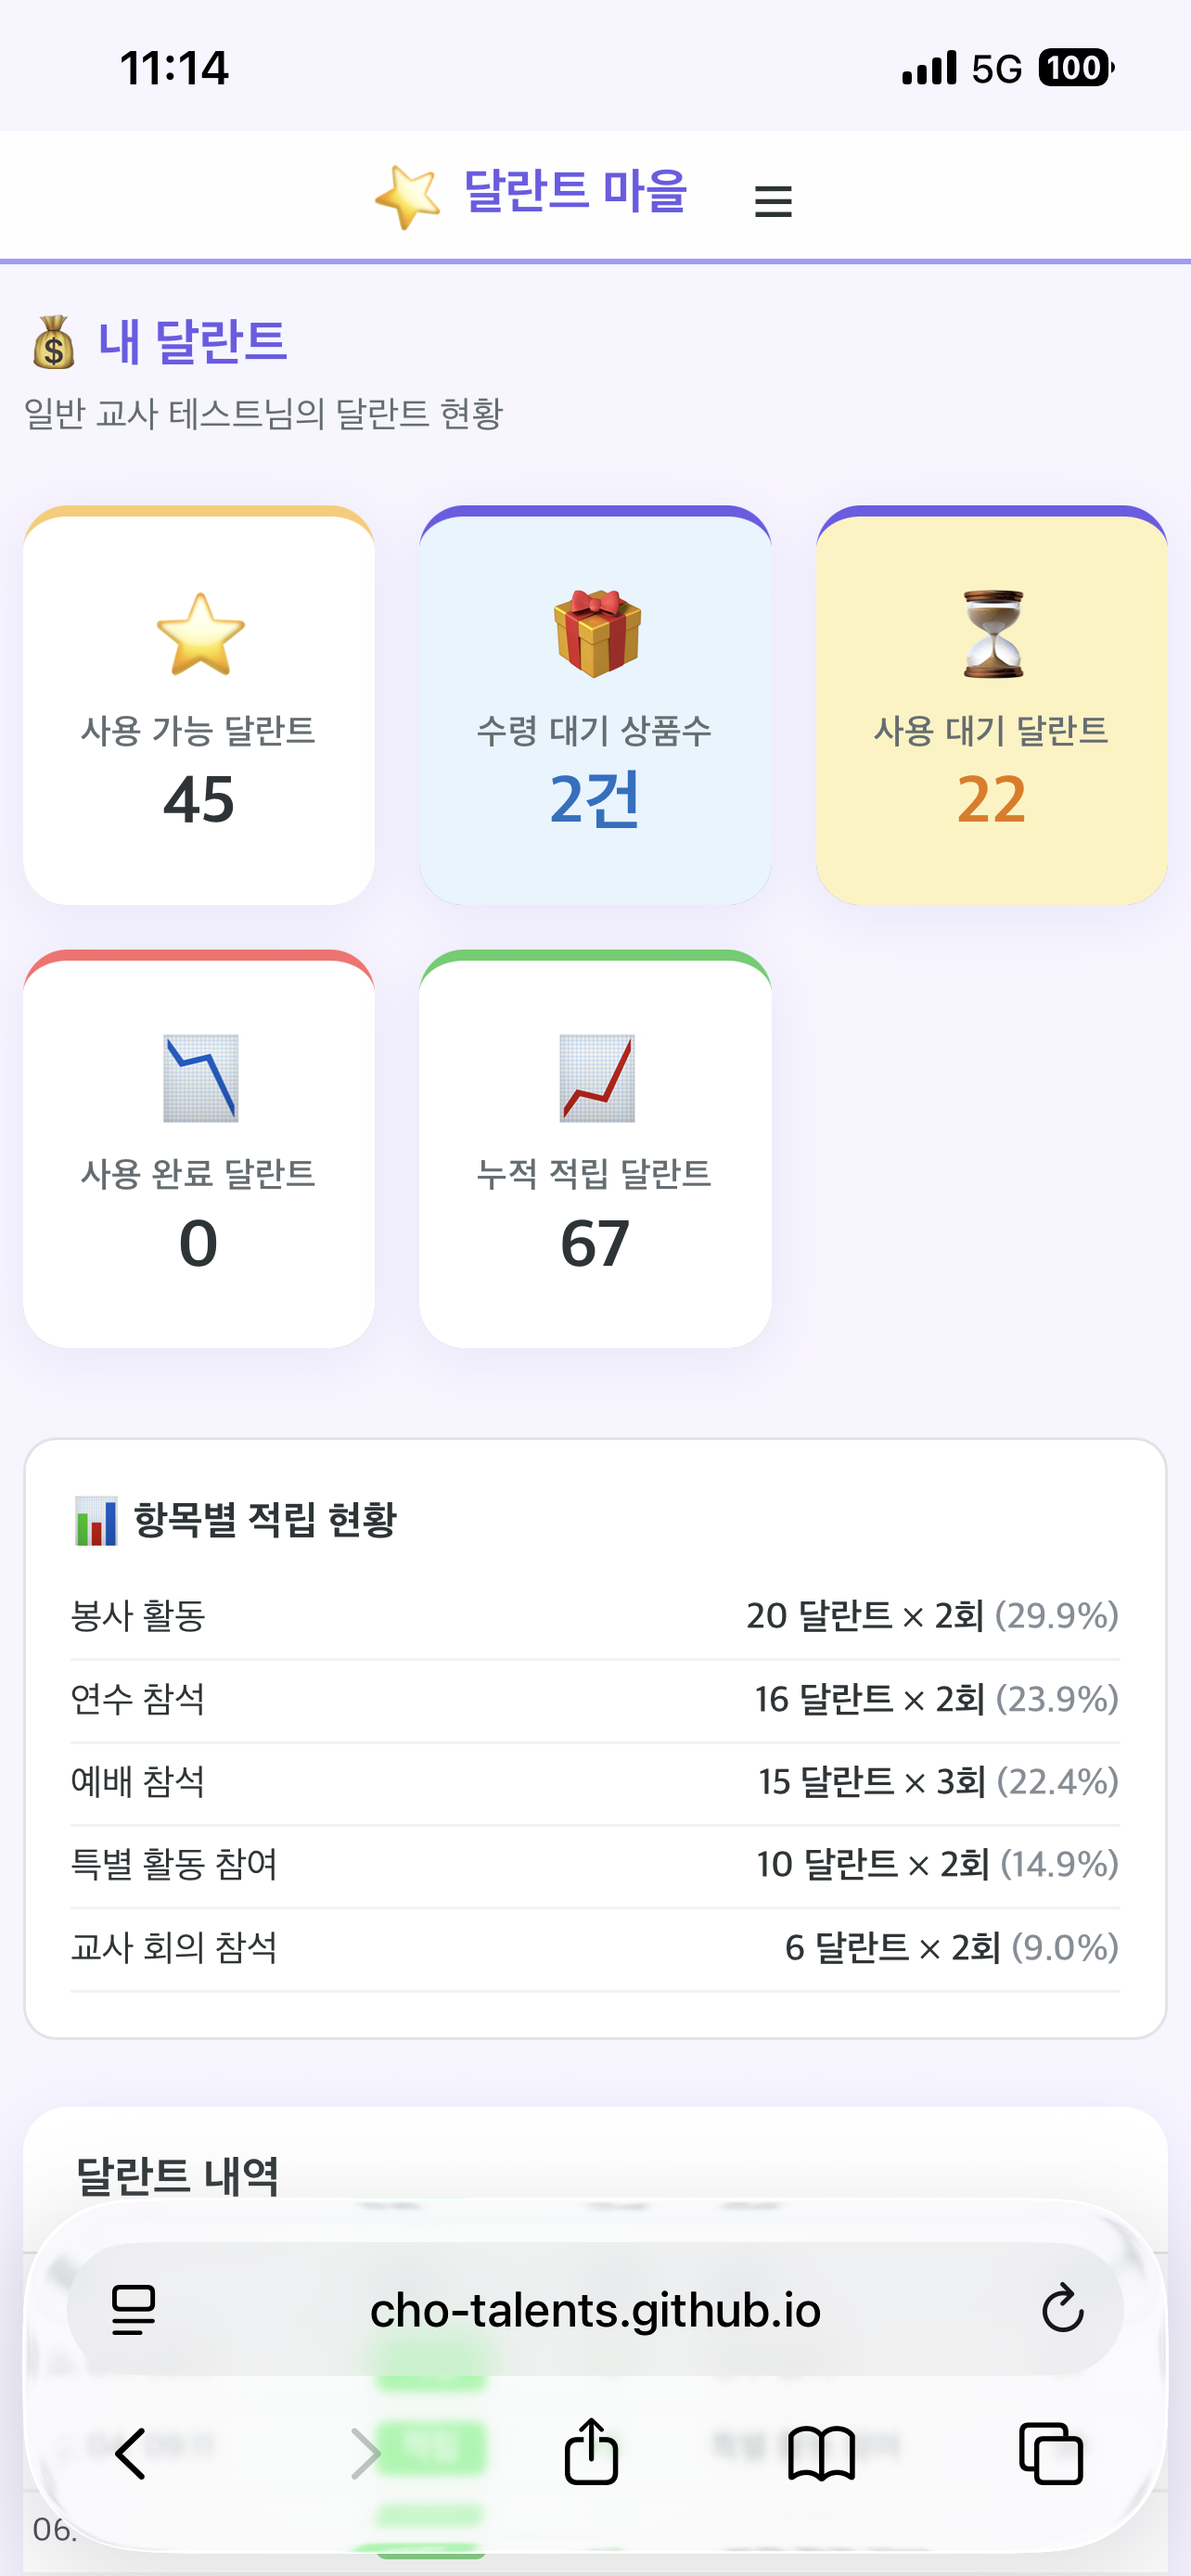 11:14
5G 100
달란트 마을
내 달란트
일반 교사 테스트님의 달란트 현황
사용 가능 달란트
45
수령 대기 상품수
2건
사용 대기 달란트
22
사용 완료 달란트
0
누적 적립 달란트
67
항목별 적립 현황
봉사 활동 20 달란트 × 2회 (29.9%)
연수 참석 16 달란트 × 2회 (23.9%)
예배 참석 15 달란트 × 3회 (22.4%)
특별 활동 참여 10 달란트 × 2회 (14.9%)
교사 회의 참석 6 달란트 × 2회 (9.0%)
달란트 내역
cho-talents.github.io
06.